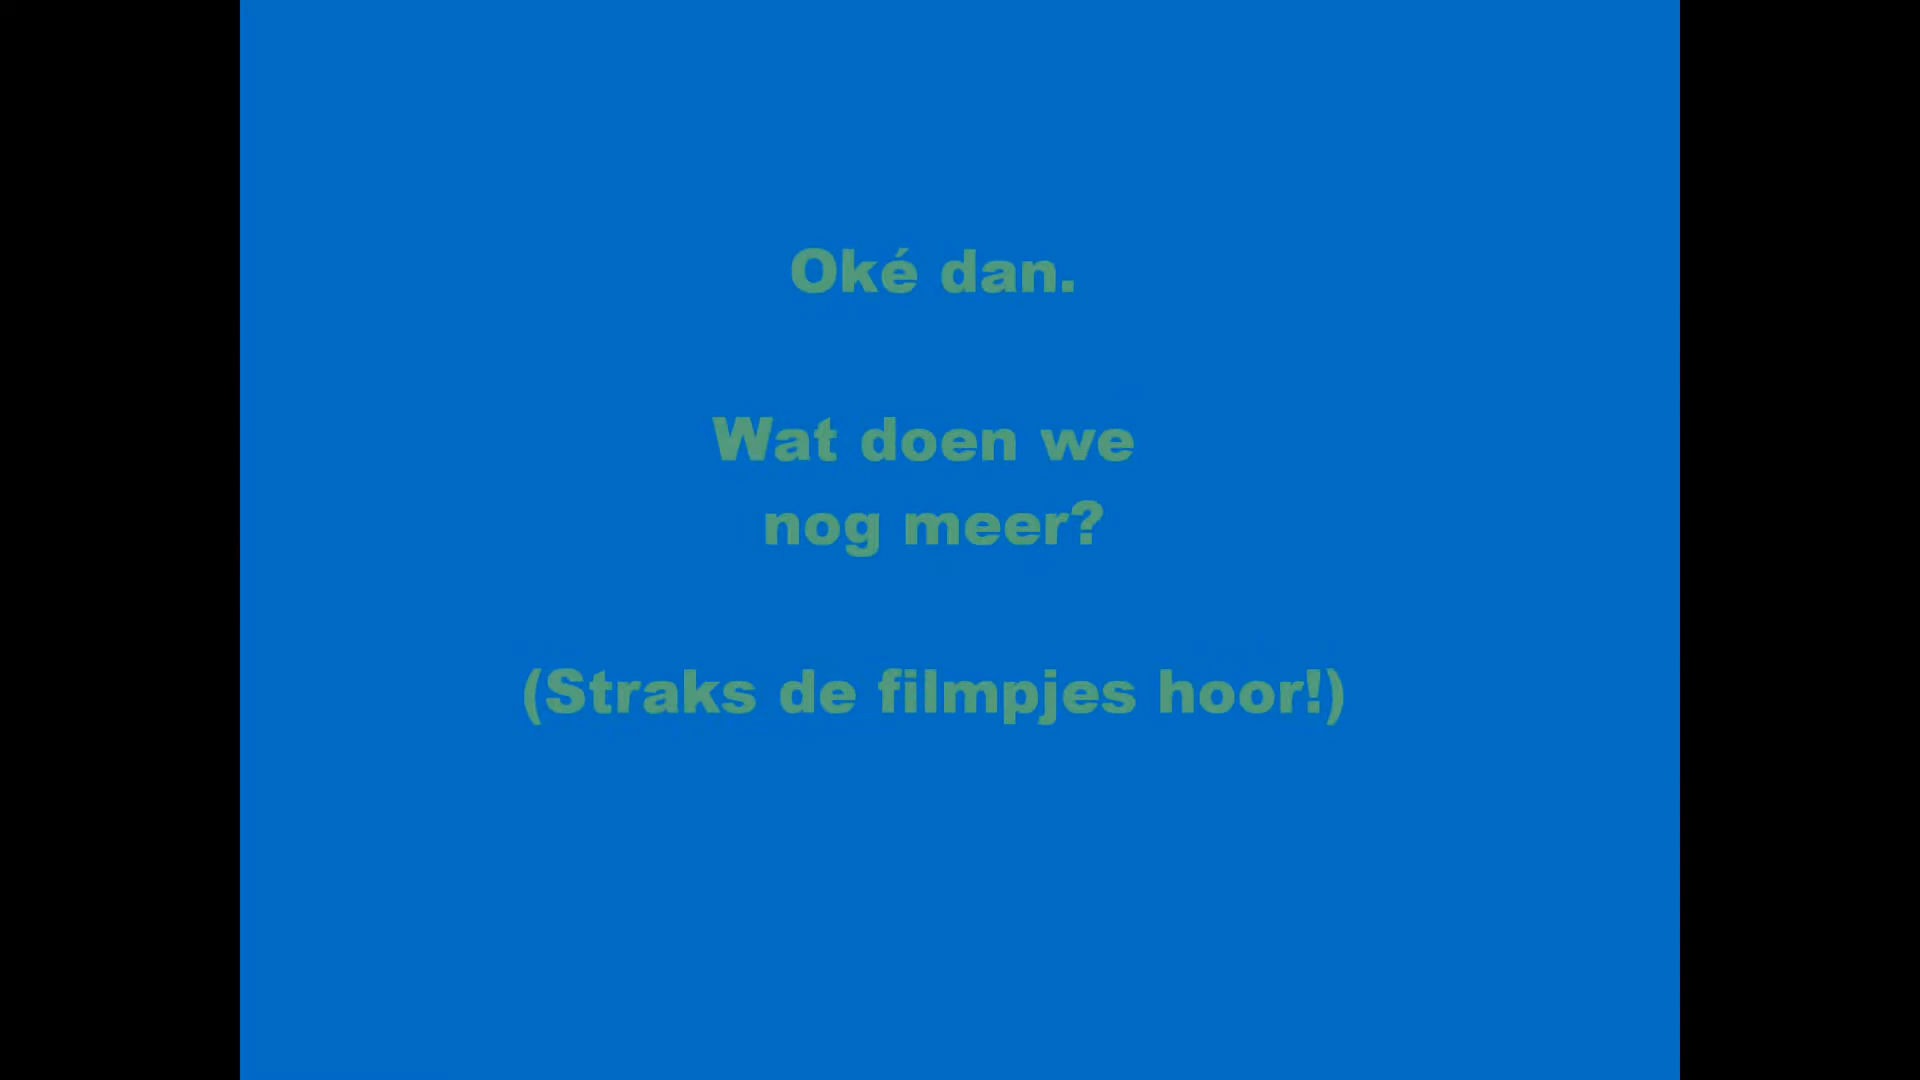 Oké dan.
Wat doen we
nog meer?
(Straks de filmpjes hoor!)